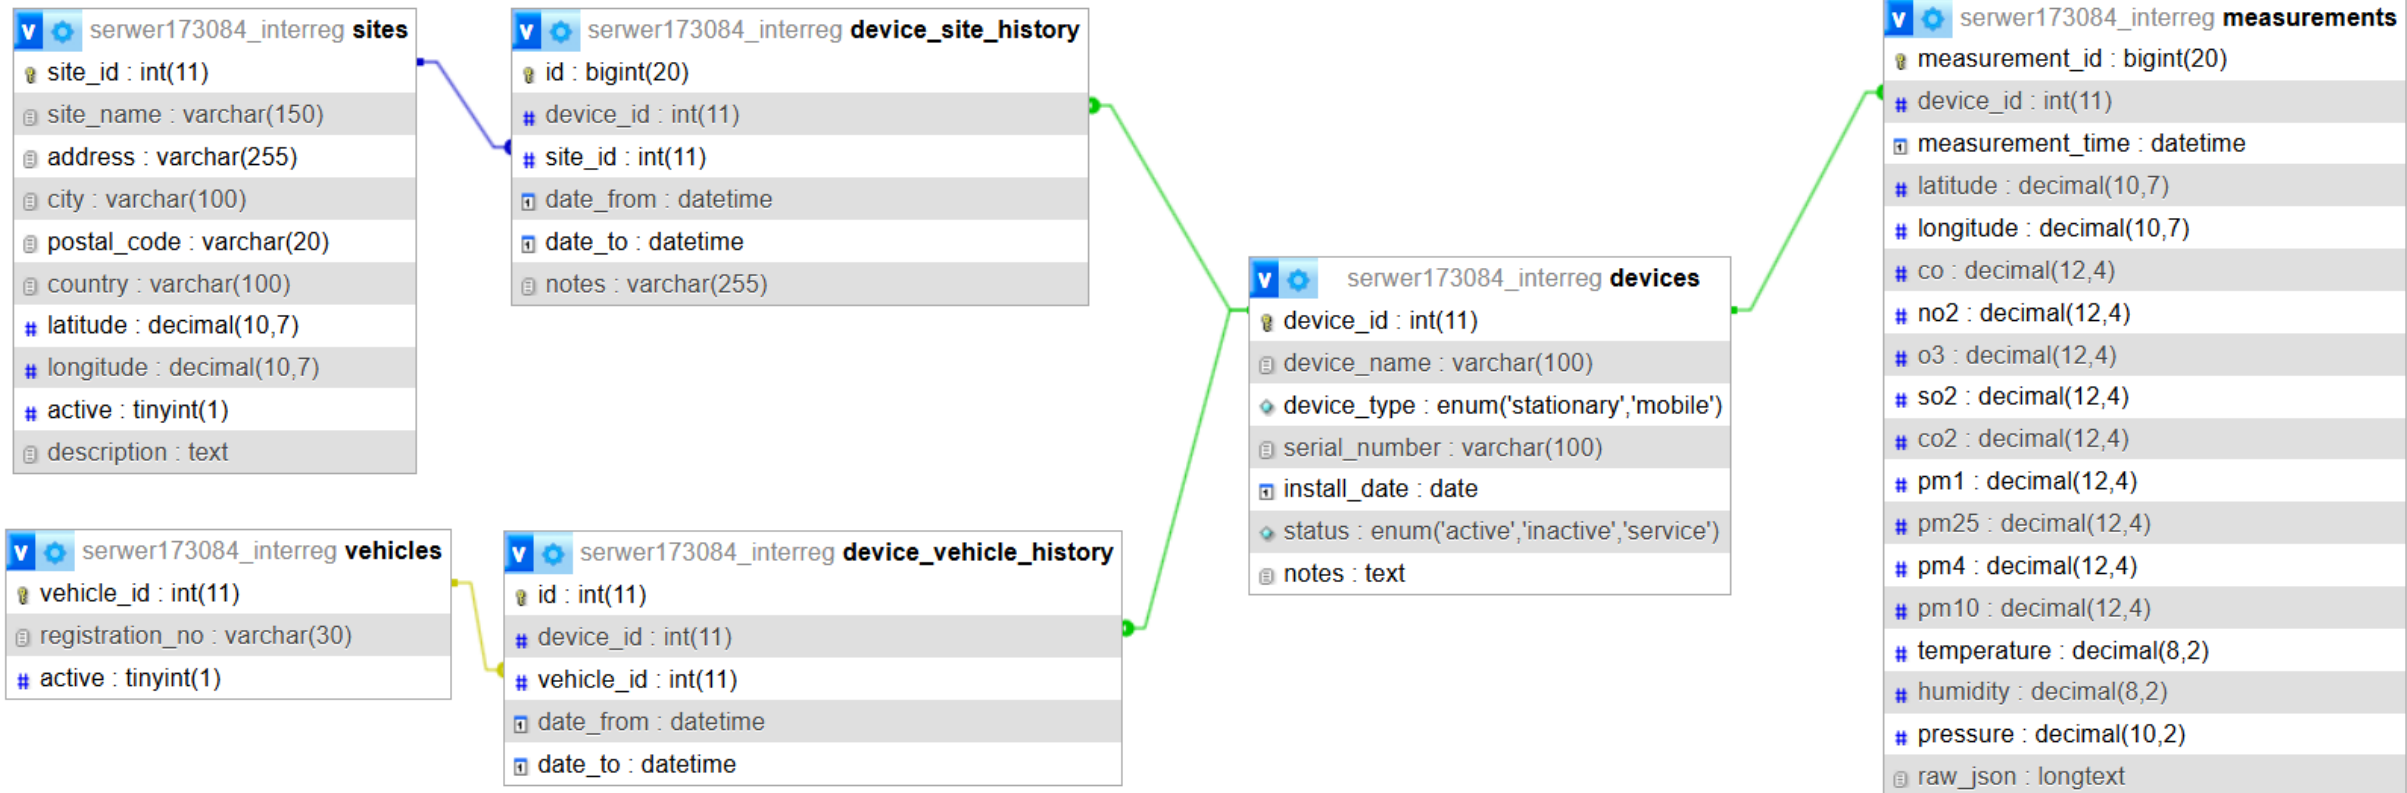 serwer173084_interreg sites
site_id : int(11)
site_name : varchar(150)
address : varchar(255)
city : varchar(100)
postal_code : varchar(20)
country : varchar(100)
latitude : decimal(10,7)
longitude : decimal(10,7)
active : tinyint(1)
description : text
serwer173084_interreg device_site_history
id : bigint(20)
device_id : int(11)
site_id : int(11)
date_from : datetime
date_to : datetime
notes : varchar(255)
serwer173084_interreg vehicles
vehicle_id : int(11)
registration_no : varchar(30)
active : tinyint(1)
serwer173084_interreg device_vehicle_history
id : int(11)
device_id : int(11)
vehicle_id : int(11)
date_from : datetime
date_to : datetime
serwer173084_interreg devices
device_id : int(11)
device_name : varchar(100)
device_type : enum('stationary','mobile')
serial_number : varchar(100)
install_date : date
status : enum('active','inactive','service')
notes : text
serwer173084_interreg measurements
measurement_id : bigint(20)
device_id : int(11)
measurement_time : datetime
latitude : decimal(10,7)
longitude : decimal(10,7)
co : decimal(12,4)
no2 : decimal(12,4)
o3 : decimal(12,4)
so2 : decimal(12,4)
co2 : decimal(12,4)
pm1 : decimal(12,4)
pm25 : decimal(12,4)
pm4 : decimal(12,4)
pm10 : decimal(12,4)
temperature : decimal(8,2)
humidity : decimal(8,2)
pressure : decimal(10,2)
raw_json : longtext